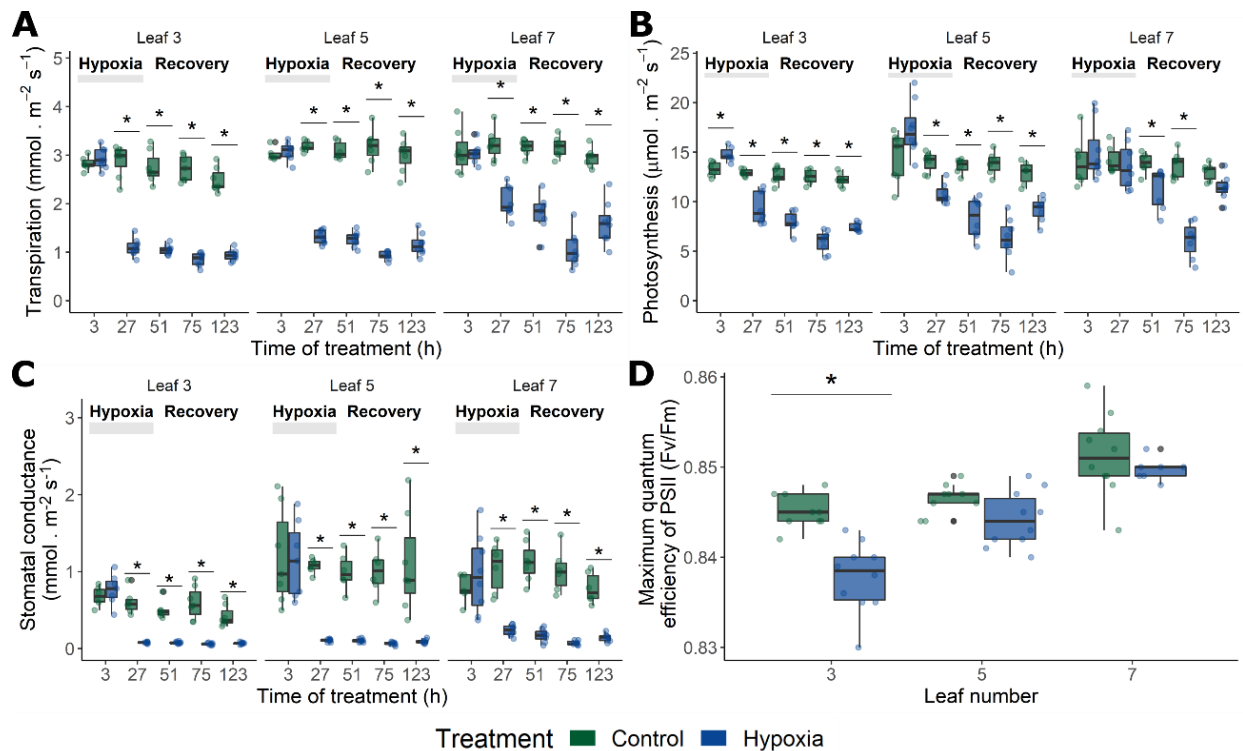 A
Leaf 3 Leaf 5 Leaf 7
Hypoxia Recovery Hypoxia Recovery Hypoxia Recovery
Transpiration (mmol . m⁻² s⁻¹)
5
4
3
2
1
0
* * * * * * * * * * * *
3 27 51 75 123 3 27 51 75 123 3 27 51 75 123
Time of treatment (h)
B
Leaf 3 Leaf 5 Leaf 7
Hypoxia Recovery Hypoxia Recovery Hypoxia Recovery
Photosynthesis (μmol . m⁻² s⁻¹)
25
20
15
10
5
0
* * * * * * * * * * *
3 27 51 75 123 3 27 51 75 123 3 27 51 75 123
Time of treatment (h)
C
Leaf 3 Leaf 5 Leaf 7
Hypoxia Recovery Hypoxia Recovery Hypoxia Recovery
Stomatal conductance
(mmol . m⁻² s⁻¹)
3
2
1
0
* * * * * * * * * * * *
3 27 51 75 123 3 27 51 75 123 3 27 51 75 123
Time of treatment (h)
D
Maximum quantum
efficiency of PSII (Fv/Fm)
0.86
0.85
0.84
0.83
*
3 5 7
Leaf number
Treatment Control Hypoxia